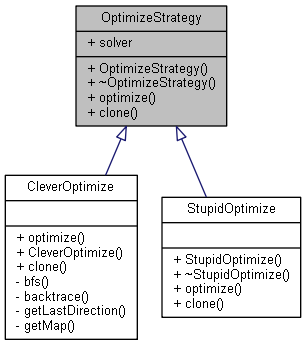 OptimizeStrategy
+ solver
+ OptimizeStrategy()
+ ~OptimizeStrategy()
+ optimize()
+ clone()
CleverOptimize
+ optimize()
+ CleverOptimize()
+ clone()
- bfs()
- backtrace()
- getLastDirection()
- getMap()
StupidOptimize
+ StupidOptimize()
+ ~StupidOptimize()
+ optimize()
+ clone()